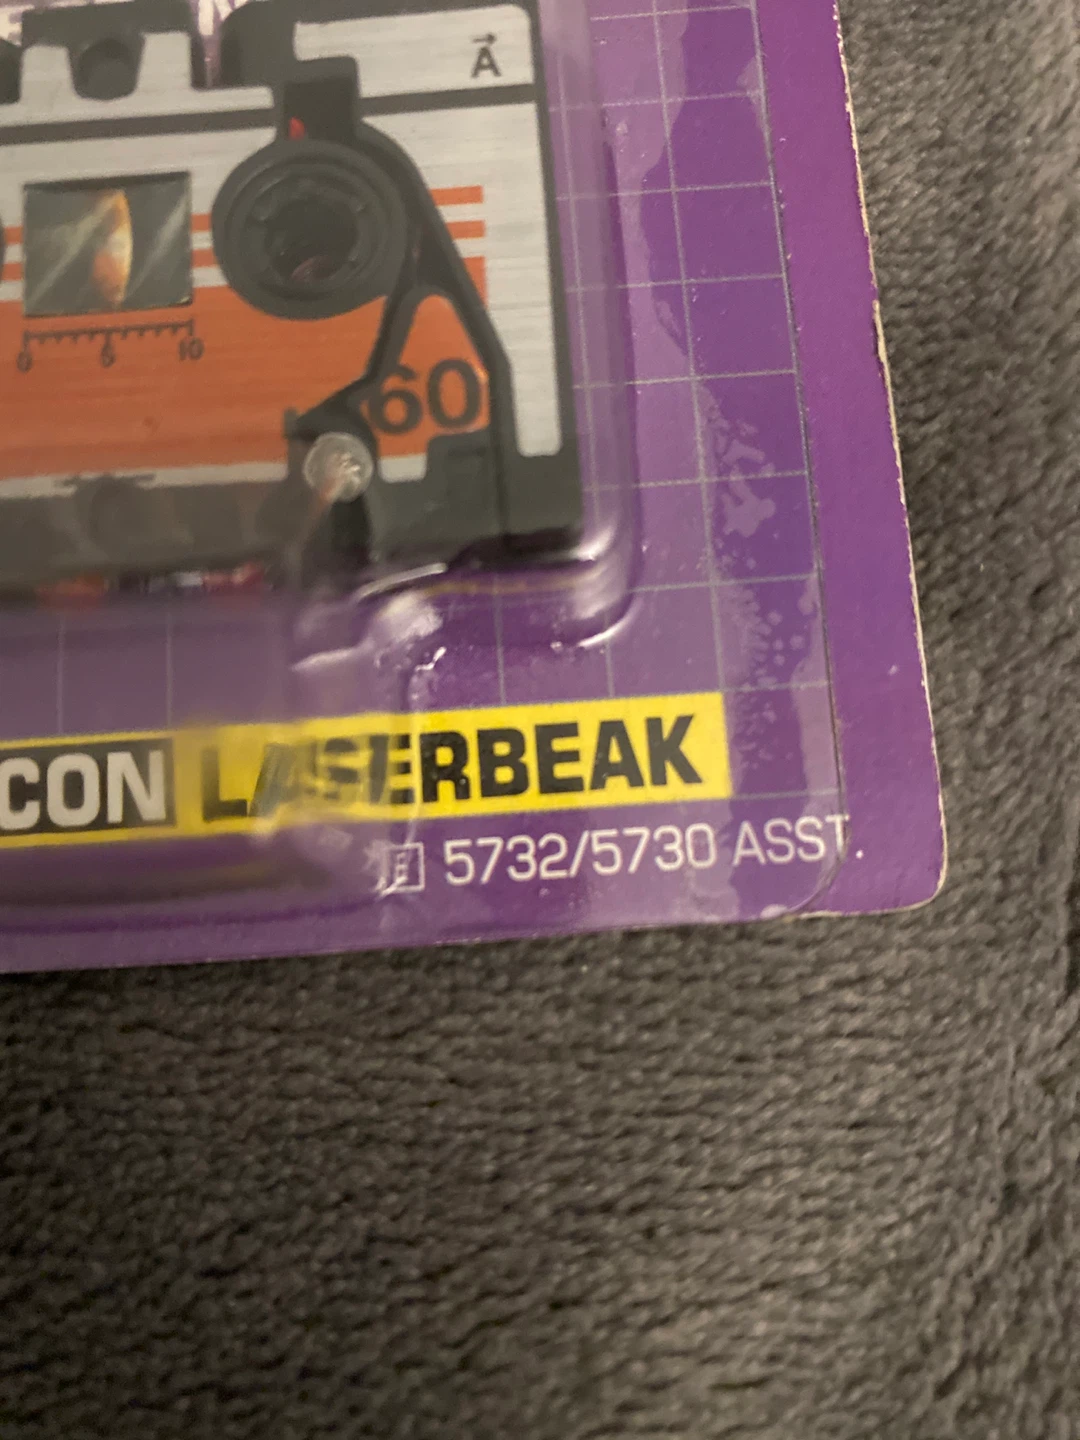 A
0 5 10
60
CON LASERBEAK
E 5732/5730 ASST.